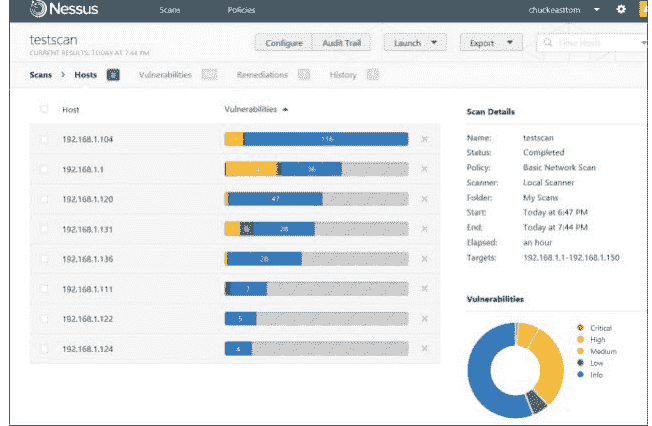 Nessus
Scans
Policies
chuckeasttom
testscan
CURRENT RESULTS: TODAY AT 7:44 PM
Configure
Audit Trail
Launch
Export
Filter Hosts
Scans > Hosts
Vulnerabilities
Remediations
History
Host
Vulnerabilities
192.168.1.104
156
192.168.1.1
192.168.1.120
47
192.168.1.131
28
192.168.1.136
28
192.168.1.111
7
192.168.1.122
5
192.168.1.124
4
Scan Details
Name: testscan
Status: Completed
Policy: Basic Network Scan
Scanner: Local Scanner
Folder: My Scans
Start: Today at 6:47 PM
End: Today at 7:44 PM
Elapsed: an hour
Targets: 192.168.1.1-192.168.1.150
Vulnerabilities
Critical
High
Medium
Low
Info